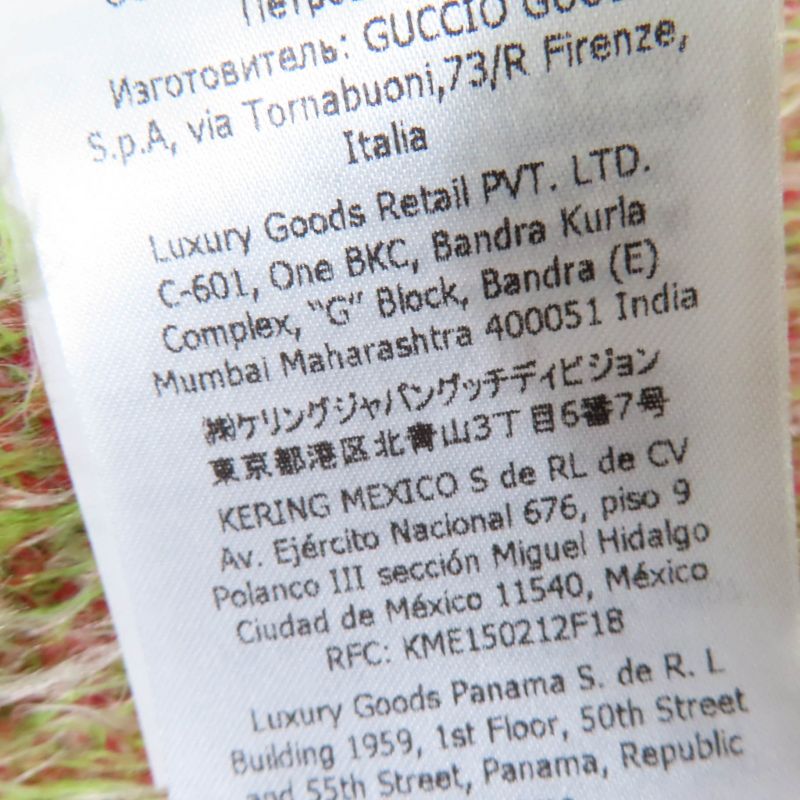 Изготовитель: GUCCIO
S.p.A, via Tornabuoni,73/R Firenze,
Italia
Luxury Goods Retail PVT. LTD.
C-601, One BKC, Bandra Kurla
Complex, “G” Block, Bandra (E)
Mumbai Maharashtra 400051 India
㈱ケリングジャパングッチディビジョン
東京都港区北青山3丁目6番7号
KERING MEXICO S de RL de CV
Av. Ejército Nacional 676, piso 9
Polanco III sección Miguel Hidalgo
Ciudad de México 11540, México
RFC: KME150212F18
Luxury Goods Panama S. de R. L
Building 1959, 1st Floor, 50th Street
and 55th Street, Panama, Republic